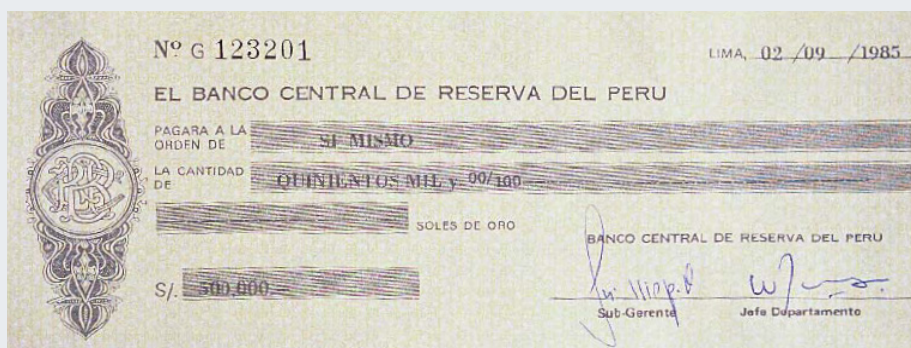 Nº G 123201
LIMA, 02 /09 /1985
EL BANCO CENTRAL DE RESERVA DEL PERU
PAGARA A LA
ORDEN DE
SI MISMO
LA CANTIDAD
DE
QUINIENTOS MIL y 00/100
SOLES DE ORO
BANCO CENTRAL DE RESERVA DEL PERU
S/. 500,000.-
Sub-Gerente Jefe Departamento